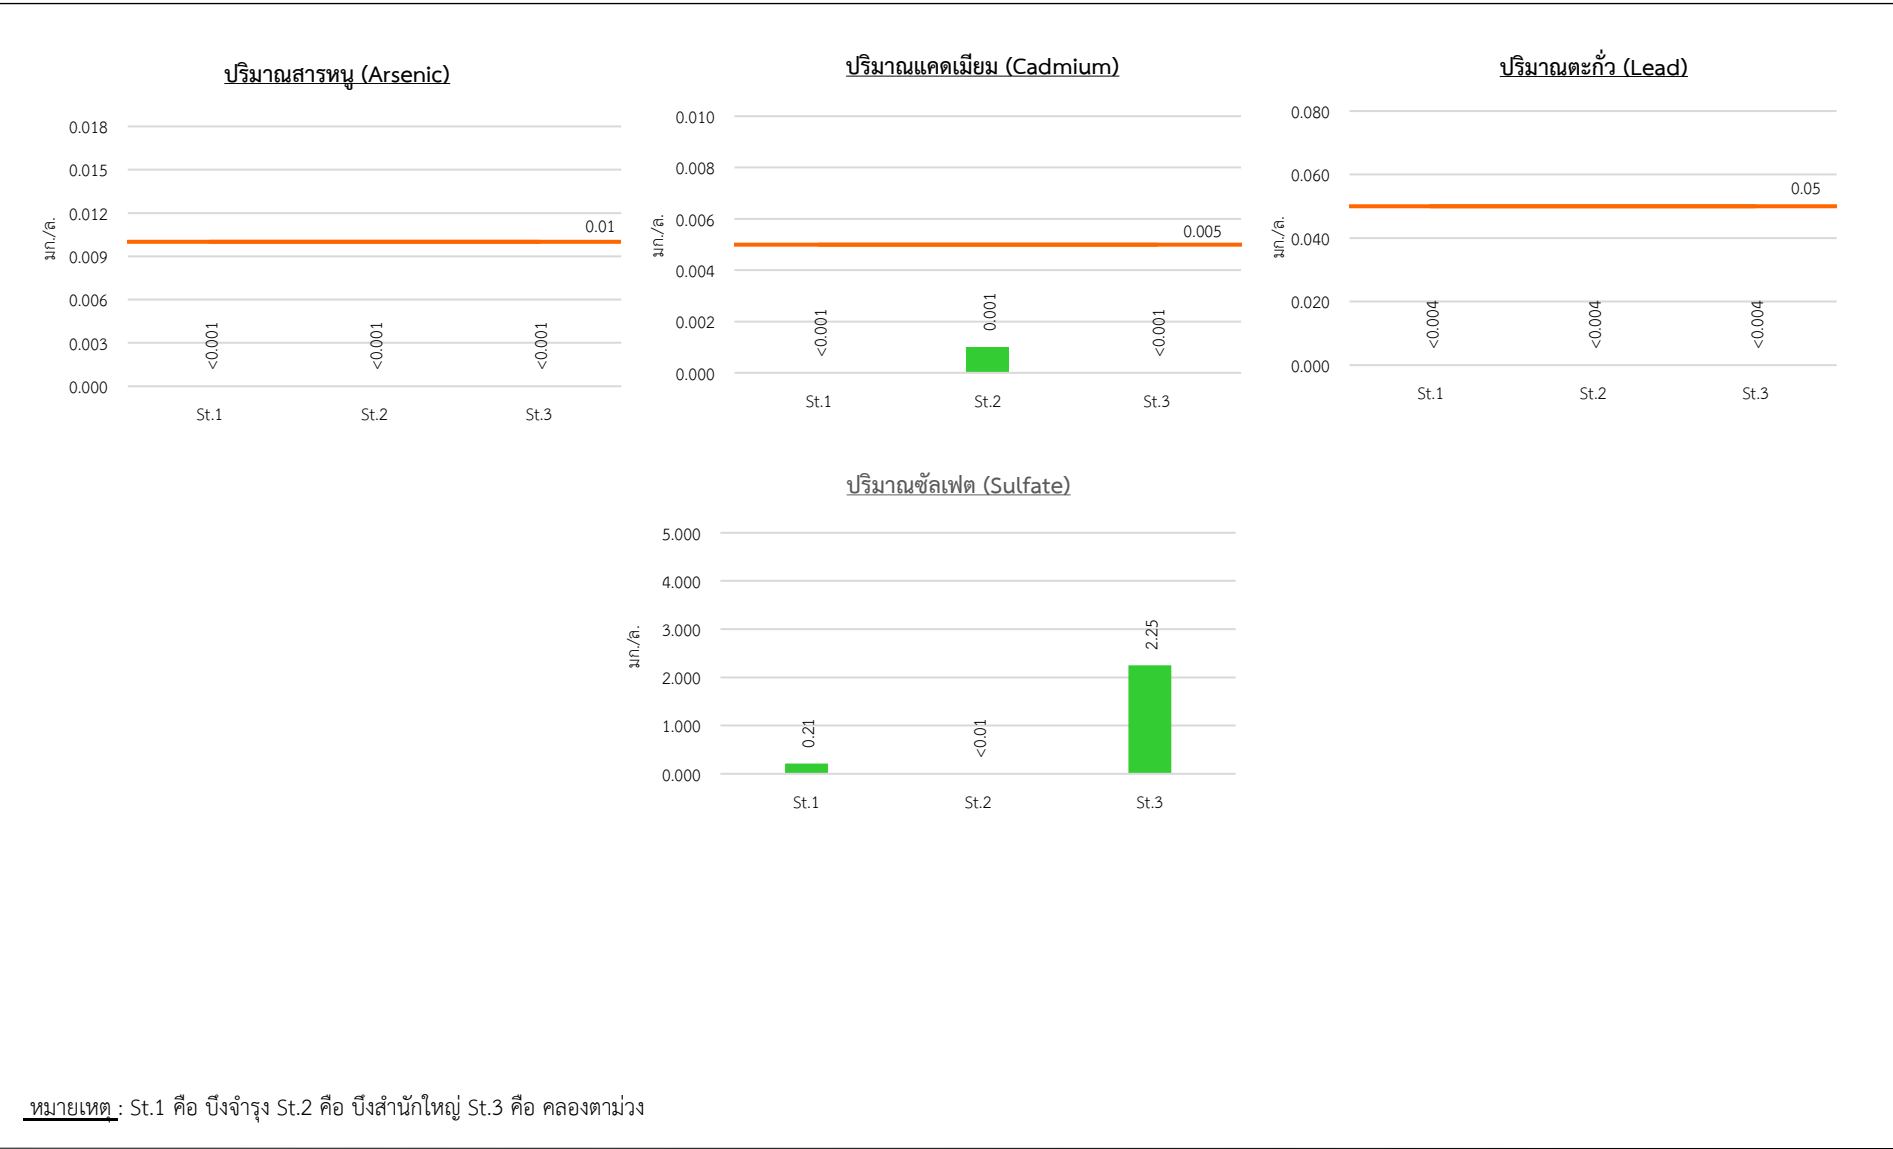 ปริมาณสารหนู (Arsenic)
0.018
0.015
0.012
0.009
0.006
0.003
0.000
มก./ล.
0.01
<0.001
<0.001
<0.001
St.1
St.2
St.3
ปริมาณแคดเมียม (Cadmium)
0.010
0.008
0.006
0.004
0.002
0.000
มก./ล.
0.005
<0.001
0.001
<0.001
St.1
St.2
St.3
ปริมาณตะกั่ว (Lead)
0.080
0.060
0.040
0.020
0.000
มก./ล.
0.05
<0.004
<0.004
<0.004
St.1
St.2
St.3
ปริมาณซัลเฟต (Sulfate)
5.000
4.000
3.000
2.000
1.000
0.000
มก./ล.
0.21
<0.01
2.25
St.1
St.2
St.3
หมายเหตุ : St.1 คือ บึงจำรุง St.2 คือ บึงสำนักใหญ่ St.3 คือ คลองตาม่วง